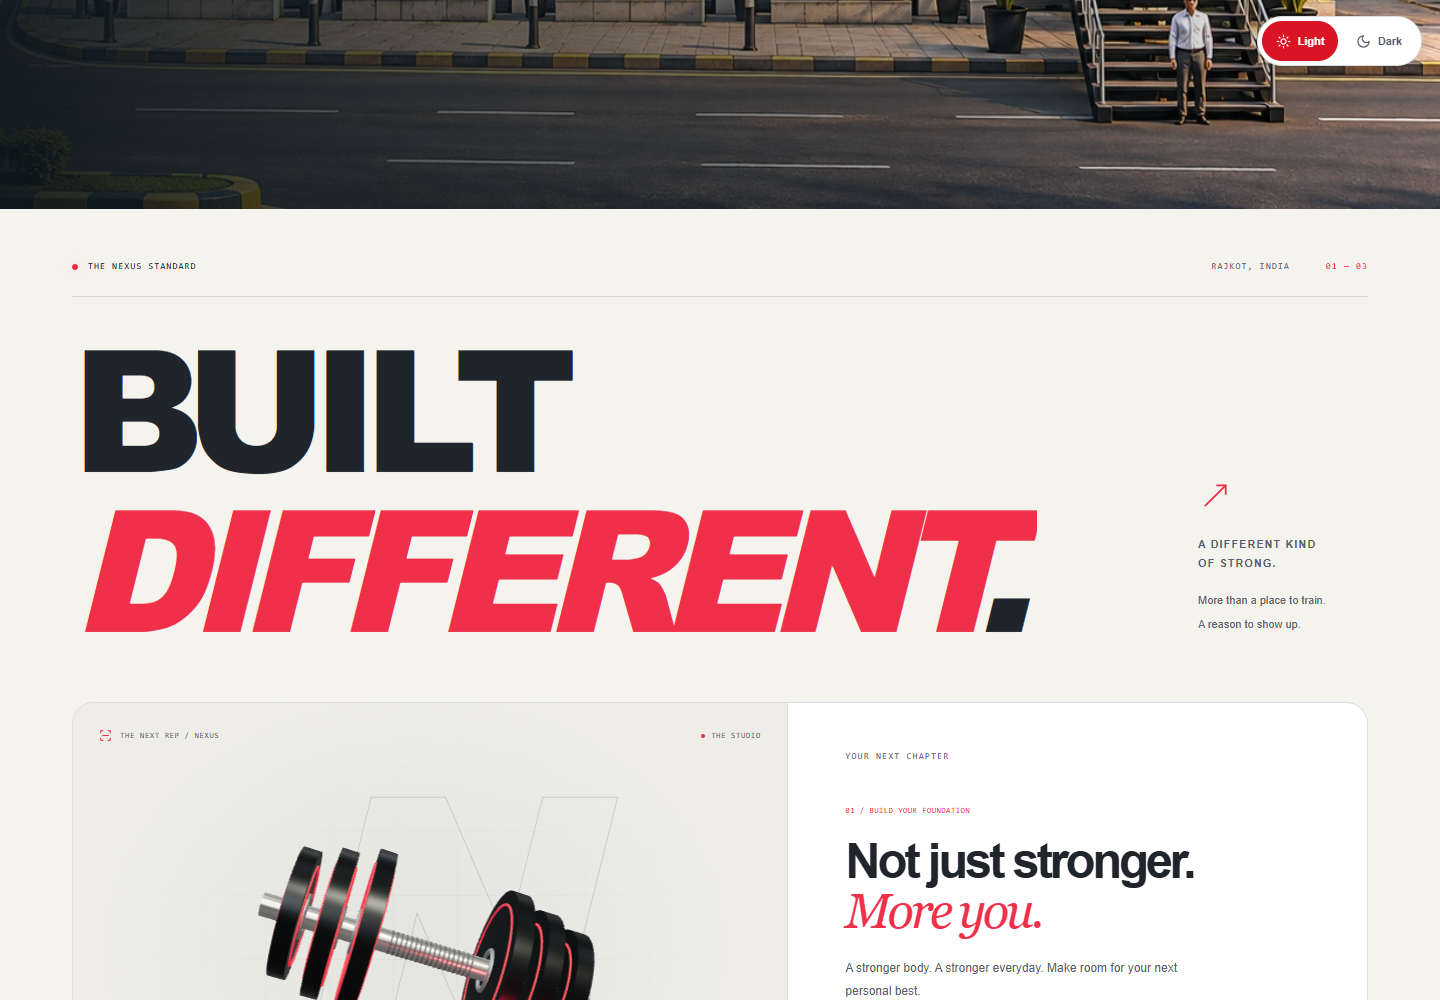 Light
Dark
THE NEXUS STANDARD
RAJKOT, INDIA
01 — 03
BUILT
DIFFERENT.
A DIFFERENT KIND
OF STRONG.
More than a place to train.
A reason to show up.
THE NEXT REP / NEXUS
THE STUDIO
YOUR NEXT CHAPTER
01 / BUILD YOUR FOUNDATION
Not just stronger.
More you.
A stronger body. A stronger everyday. Make room for your next
personal best.